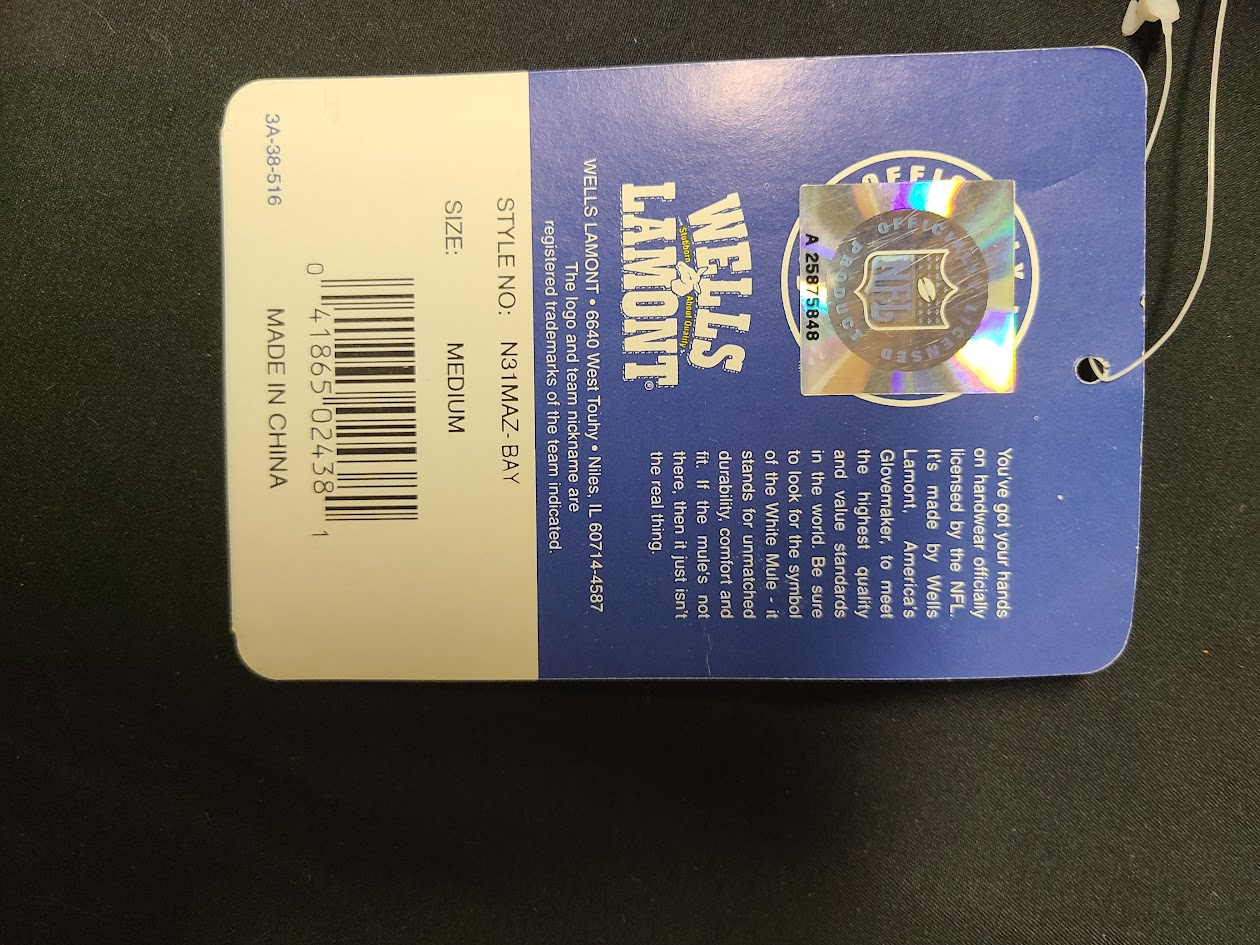 OFFIC
OFFICIALLY LICENSED PRODUCT
NFL
A 25875848
You've got your hands
on handwear officially
licensed by the NFL.
It's made by Wells
Lamont, America's
Glovemaker, to meet
the highest quality
and value standards
in the world. Be sure
to look for the symbol
of the White Mule - it
stands for unmatched
durability, comfort and
fit. If the mule's not
there, then it just isn't
the real thing.
WELLS
Stubborn About Quality
LAMONT®
WELLS LAMONT • 6640 West Touhy • Niles, IL 60714-4587
The logo and team nickname are
registered trademarks of the team indicated.
STYLE NO: N31MAZ- BAY
SIZE: MEDIUM
0 41865 02438 1
MADE IN CHINA
3A-38-516